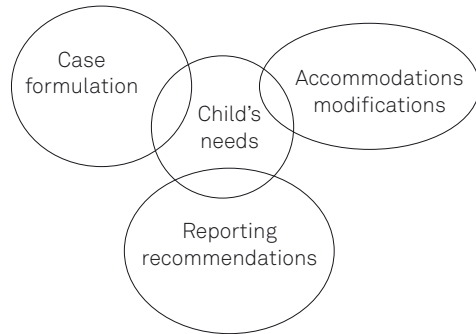 Case
formulation
Accommodations
modifications
Child’s
needs
Reporting
recommendations